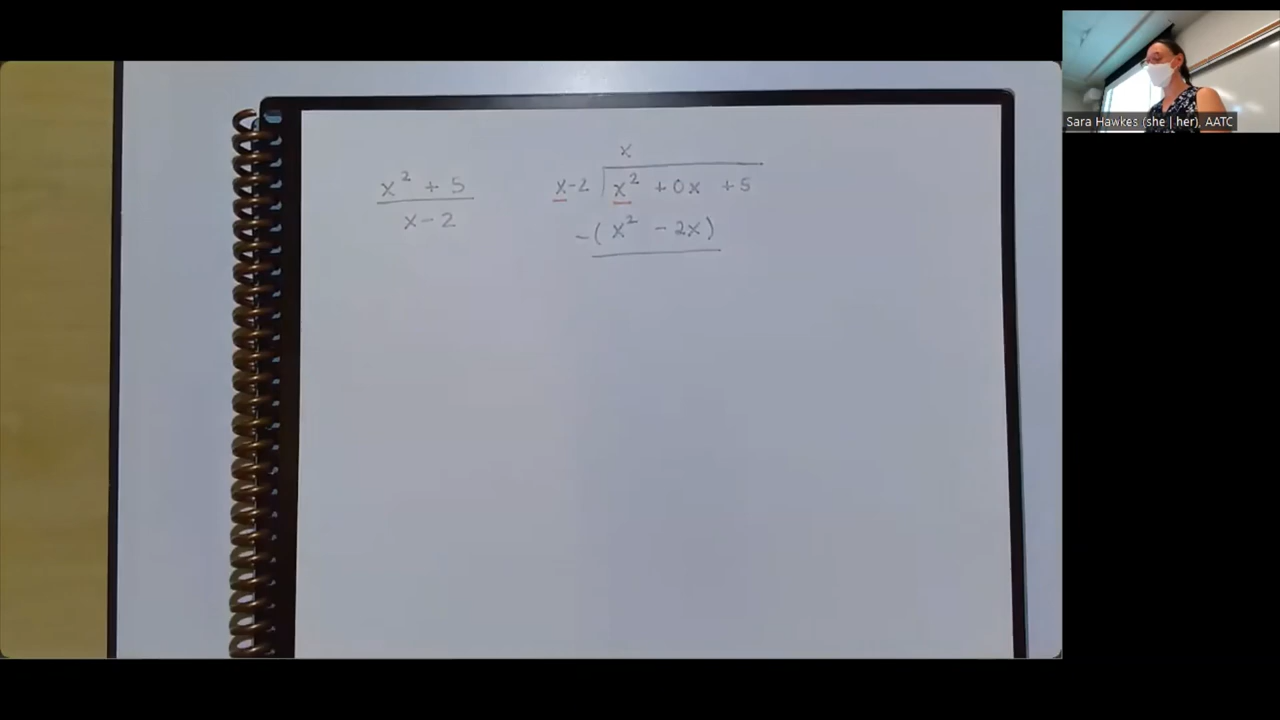 x² + 5
x - 2
x
x-2 x² + 0x + 5
-( x² - 2x)
Sara Hawkes (she | her), AATC